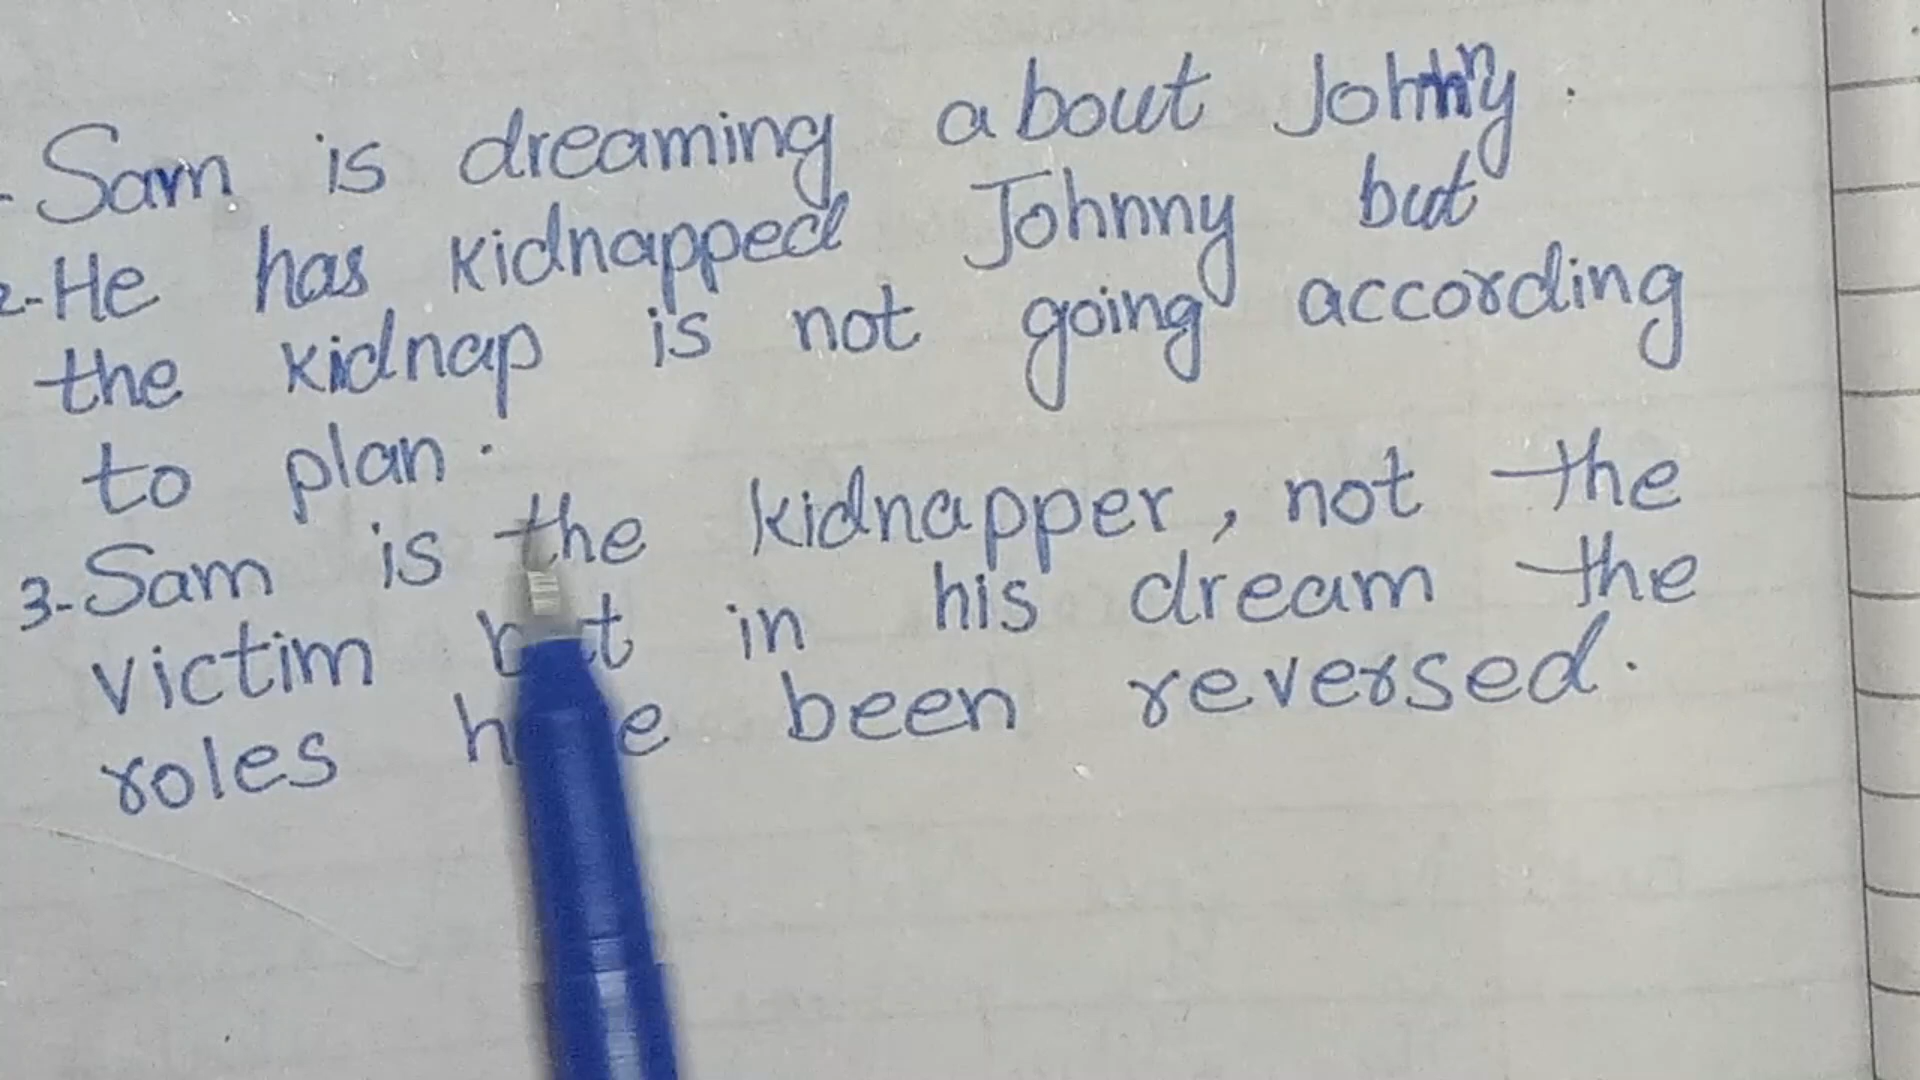 - Sam is dreaming about Johnny.
2- He has kidnapped Johnny but
the kidnap is not going according
to plan.
3- Sam is the kidnapper, not the
victim in his dream the
roles been reversed.